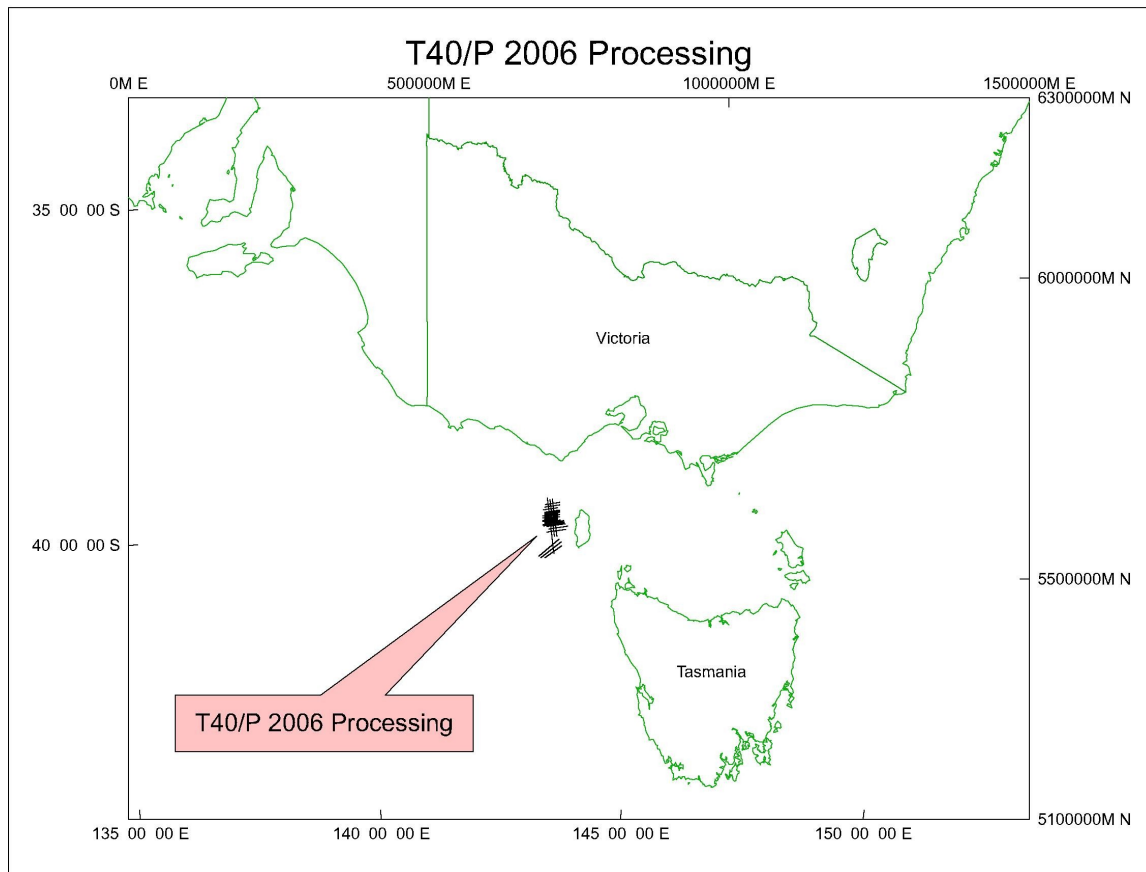 T40/P 2006 Processing
0M E 500000M E 1000000M E 1500000M E
6300000M N
35 00 00 S
6000000M N
Victoria
40 00 00 S
5500000M N
Tasmania
T40/P 2006 Processing
5100000M N
135 00 00 E 140 00 00 E 145 00 00 E 150 00 00 E